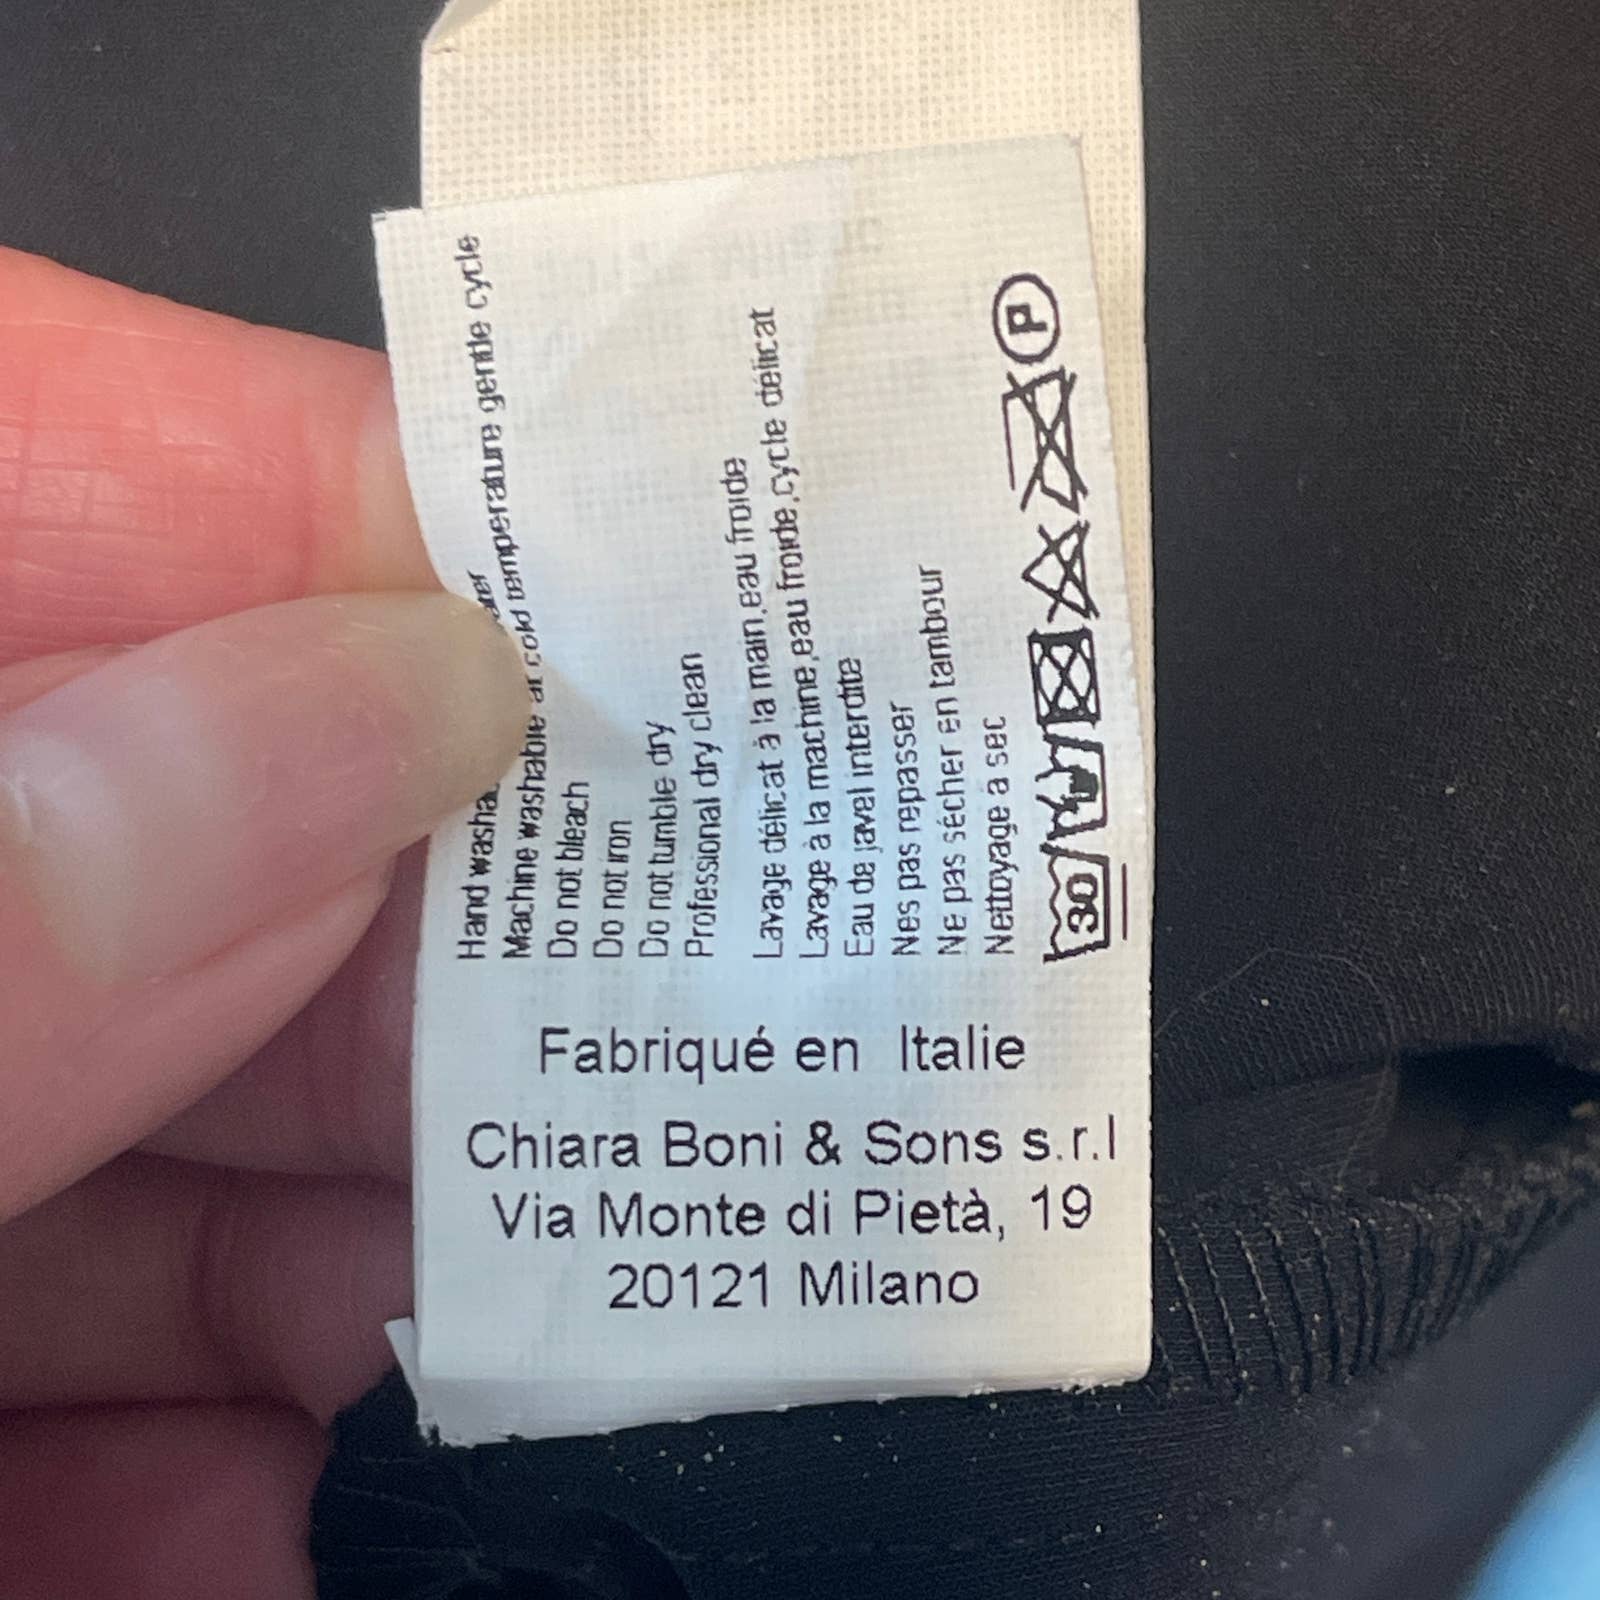 Hand
Machine washable at cold temperature gentle cycle
Do not bleach
Do not iron
Do not tumble dry
Professional dry clean
Lavage délicat à la main,eau froide
Lavage à la machine,eau froide,cycle délicat
Eau de javel interdite
Nes pas repasser
Ne pas sécher en tambour
Nettoyage à sec
30
P
Fabriqué en Italie
Chiara Boni & Sons s.r.l
Via Monte di Pietà, 19
20121 Milano